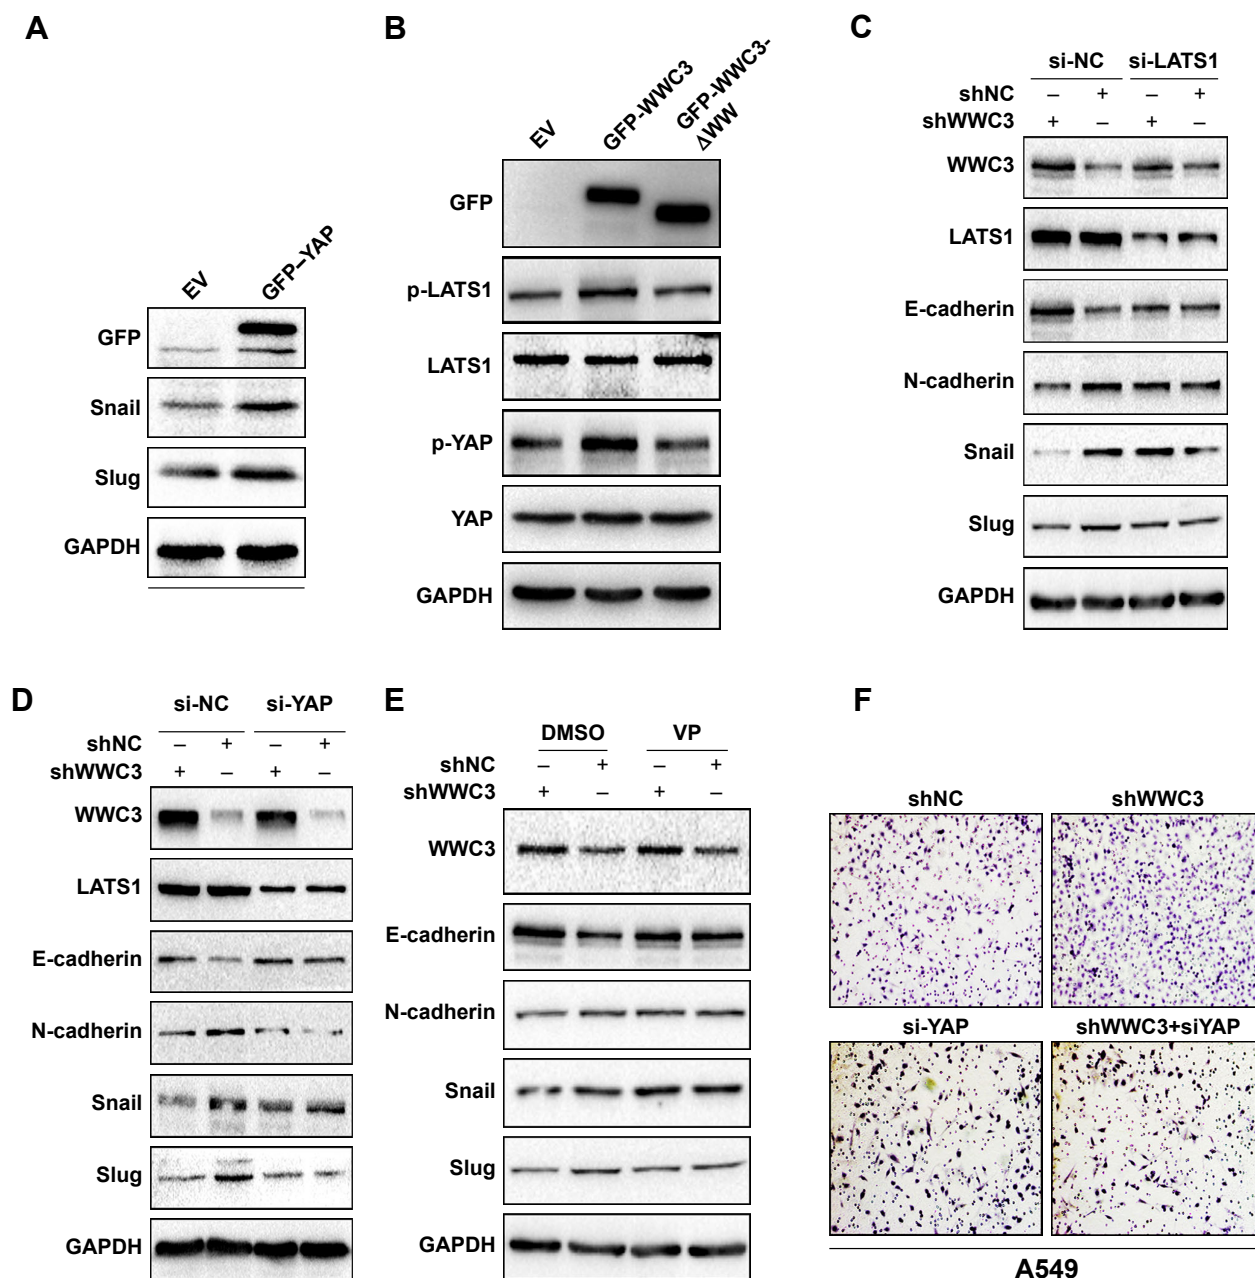 A
EV
GFP–YAP
GFP
Snail
Slug
GAPDH
B
EV
GFP-WWC3
GFP-WWC3-
ΔWW
GFP
p-LATS1
LATS1
p-YAP
YAP
GAPDH
C
si-NC si-LATS1
shNC – + – +
shWWC3 + – + –
WWC3
LATS1
E-cadherin
N-cadherin
Snail
Slug
GAPDH
D
si-NC si-YAP
shNC – + – +
shWWC3 + – + –
WWC3
LATS1
E-cadherin
N-cadherin
Snail
Slug
GAPDH
E
DMSO VP
shNC – + – +
shWWC3 + – + –
WWC3
E-cadherin
N-cadherin
Snail
Slug
GAPDH
F
shNC shWWC3
si-YAP shWWC3+siYAP
A549